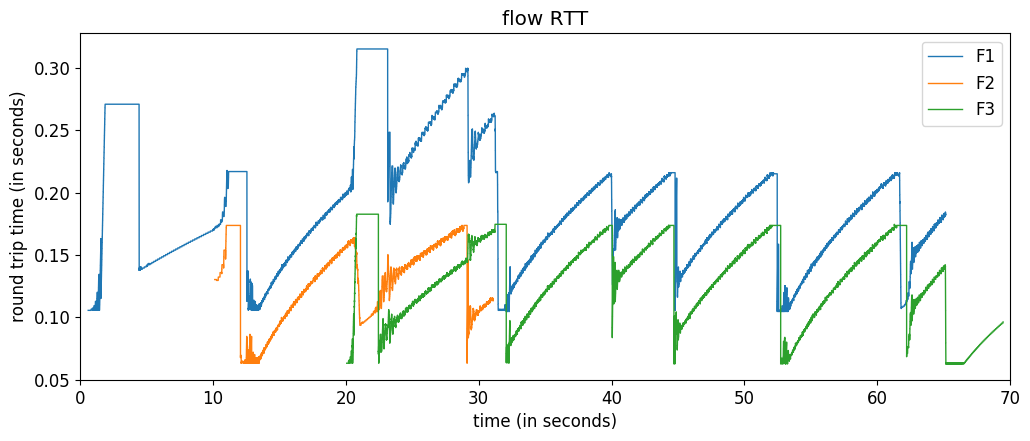 flow RTT
round trip time (in seconds)
0.30
0.25
0.20
0.15
0.10
0.05
F1
F2
F3
0 10 20 30 40 50 60 70
time (in seconds)